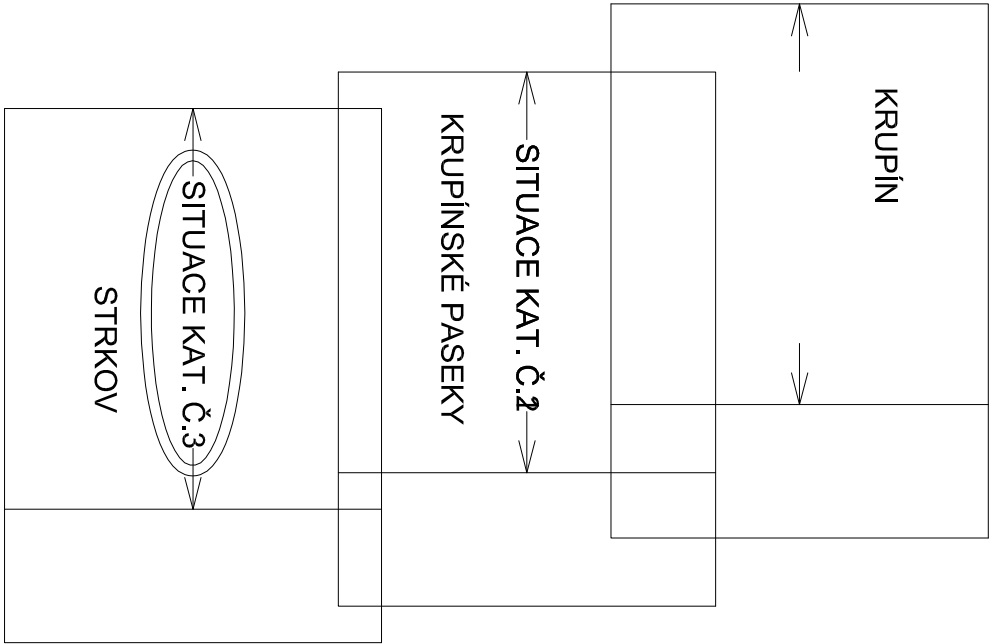 KRUPÍN
SITUACE KAT. Č.2
KRUPÍNSKÉ PASEKY
SITUACE KAT. Č.3
STRKOV